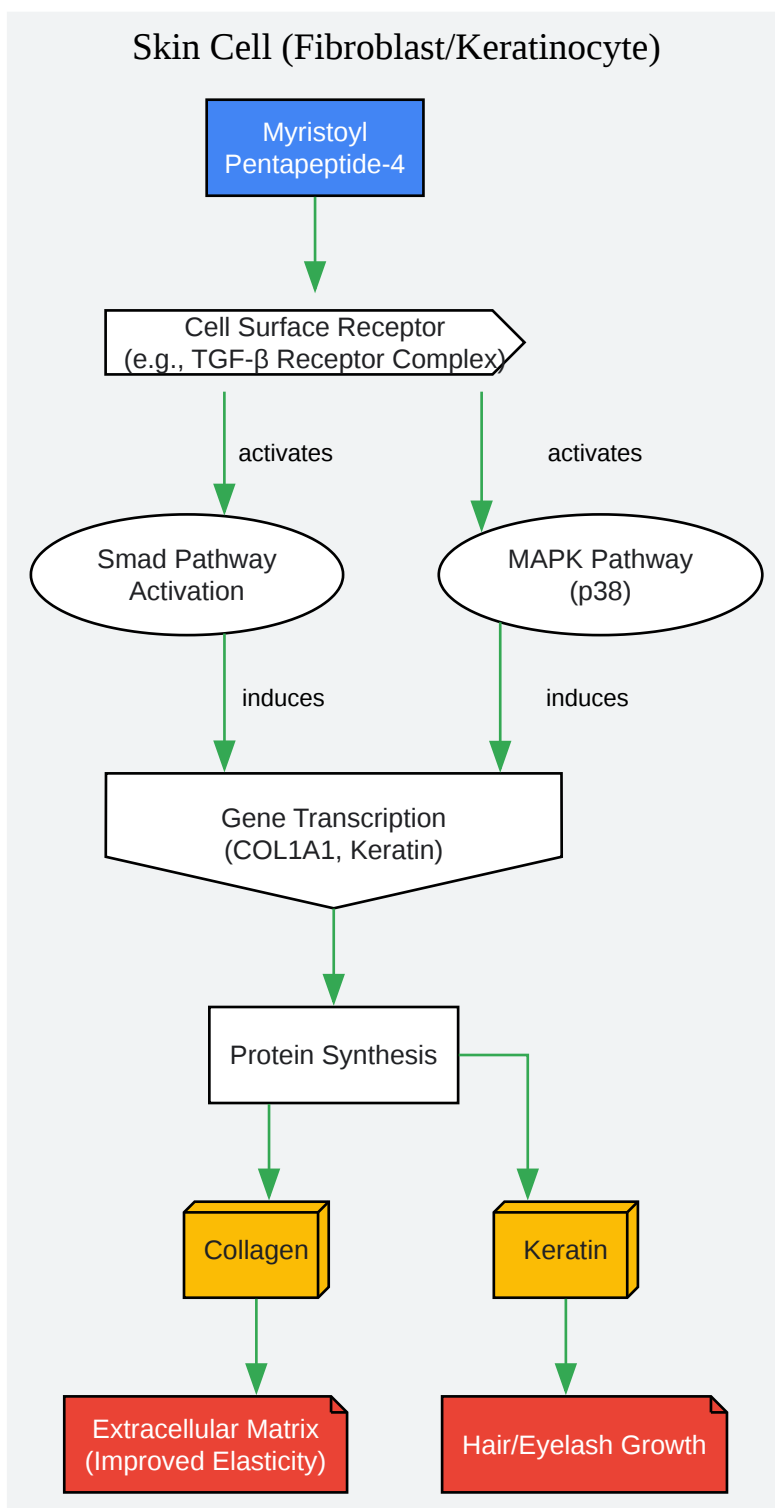 Skin Cell (Fibroblast/Keratinocyte)
Myristoyl
Pentapeptide-4
Cell Surface Receptor
(e.g., TGF-β Receptor Complex)
activates
activates
Smad Pathway
Activation
MAPK Pathway
(p38)
induces
induces
Gene Transcription
(COL1A1, Keratin)
Protein Synthesis
Collagen
Keratin
Extracellular Matrix
(Improved Elasticity)
Hair/Eyelash Growth